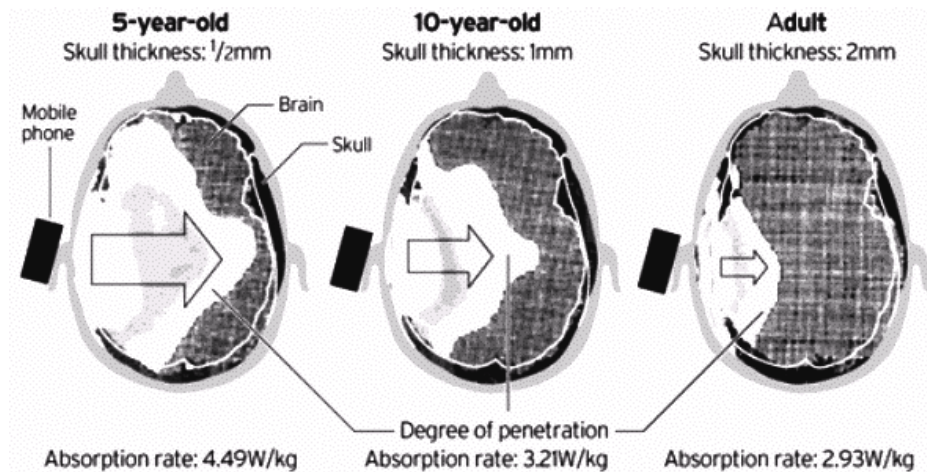 5-year-old
Skull thickness: 1/2mm
10-year-old
Skull thickness: 1mm
Adult
Skull thickness: 2mm
Mobile
phone
Brain
Skull
Degree of penetration
Absorption rate: 4.49W/kg
Absorption rate: 3.21W/kg
Absorption rate: 2.93W/kg